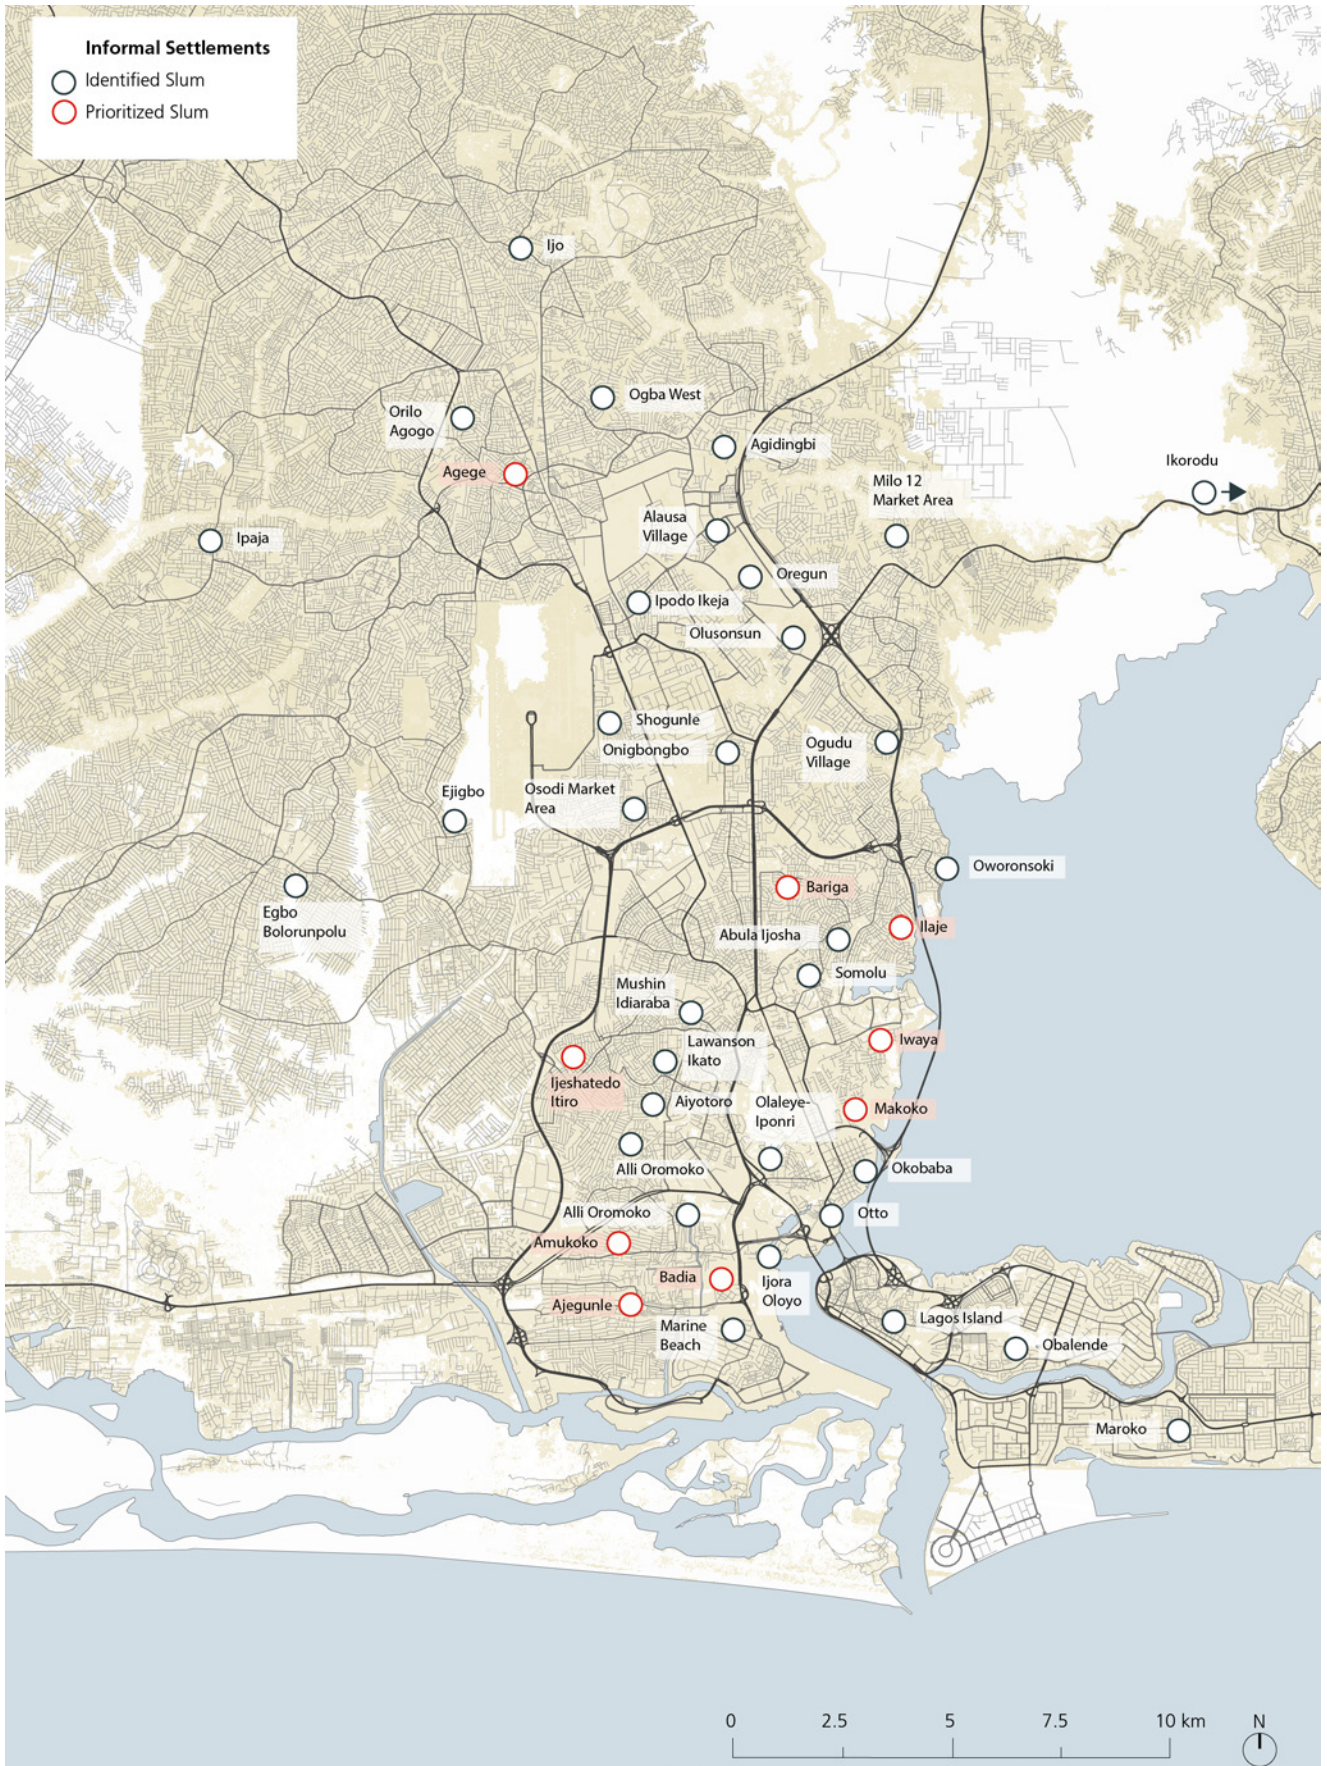 Informal Settlements
Identified Slum
Prioritized Slum
Ijo
Ogba West
Orilo
Agogo
Agidingbi
Agege
Ikorodu
Milo 12
Market Area
Alausa
Village
Ipaja
Oregun
Ipodo Ikeja
Olusonsun
Shogunle
Onigbongbo
Ogudu
Village
Ejigbo
Osodi Market
Area
Oworonsoki
Bariga
Egbo
Bolorunpolu
Ilaje
Abula Ijosha
Somolu
Mushin
Idiaraba
Iwaya
Lawanson
Ikato
Ijeshatedo
Itiro
Aiyotoro
Olaleye-
Iponri
Makoko
Alli Oromoko
Okobaba
Alli Oromoko
Otto
Amukoko
Badia
Ijora
Oloyo
Ajegunle
Marine
Beach
Lagos Island
Obalende
Maroko
0 2.5 5 7.5 10 km
N